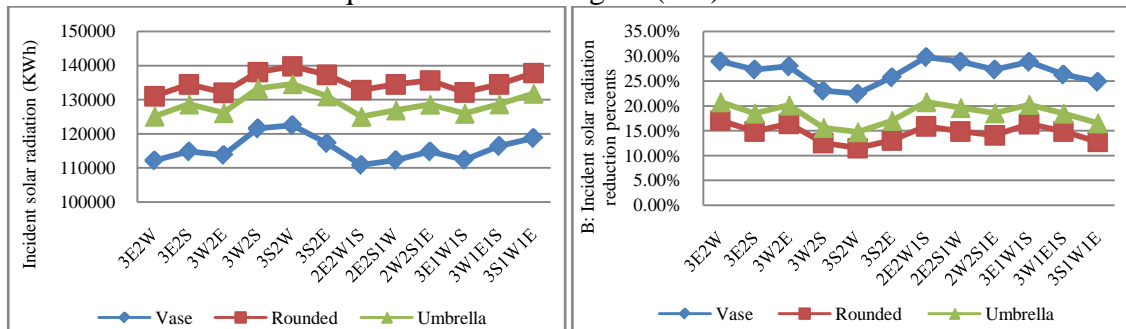 Incident solar radiation (KWh)
150000
140000
130000
120000
110000
100000
3E2W
3E2S
3W2E
3W2S
3S2W
3S2E
2E2W1S
2E2S1W
2W2S1E
3E1W1S
3W1E1S
3S1W1E
Vase Rounded Umbrella
B: Incident solar radiation
reduction percents
35.00%
30.00%
25.00%
20.00%
15.00%
10.00%
5.00%
0.00%
3E2W
3E2S
3W2E
3W2S
3S2W
3S2E
2E2W1S
2E2S1W
2W2S1E
3E1W1S
3W1E1S
3S1W1E
Vase Rounded Umbrella